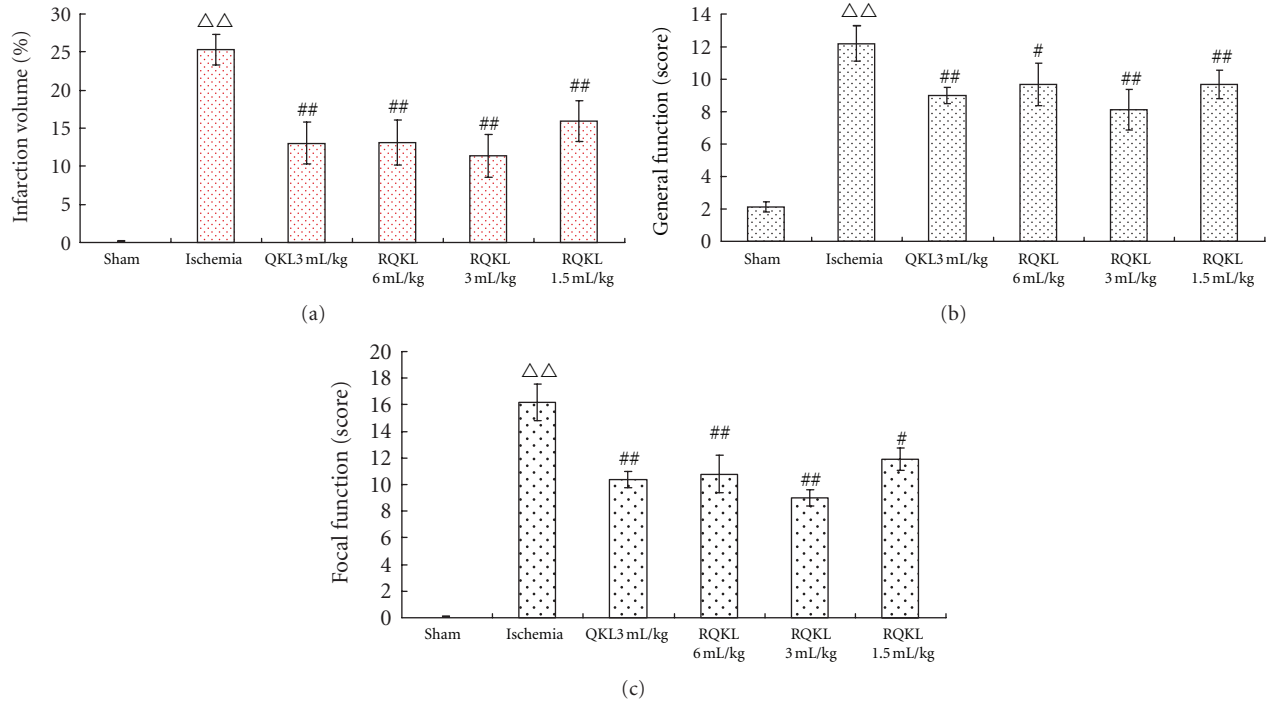 Infarction volume (%)
30
25
20
15
10
5
0
△△
##
##
##
##
Sham
Ischemia
QKL3 mL/kg
RQKL
6 mL/kg
RQKL
3 mL/kg
RQKL
1.5 mL/kg
(a)
General function (score)
14
12
10
8
6
4
2
0
△△
##
#
##
##
Sham
Ischemia
QKL3 mL/kg
RQKL
6 mL/kg
RQKL
3 mL/kg
RQKL
1.5 mL/kg
(b)
Focal function (score)
20
18
16
14
12
10
8
6
4
2
0
△△
##
##
##
#
Sham
Ischemia
QKL3 mL/kg
RQKL
6 mL/kg
RQKL
3 mL/kg
RQKL
1.5 mL/kg
(c)